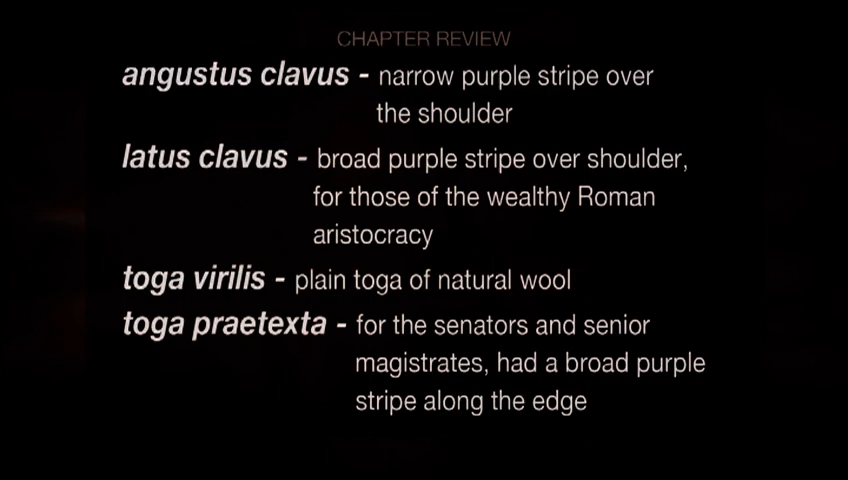 CHAPTER REVIEW
angustus clavus - narrow purple stripe over
the shoulder
latus clavus - broad purple stripe over shoulder,
for those of the wealthy Roman
aristocracy
toga virilis - plain toga of natural wool
toga praetexta - for the senators and senior
magistrates, had a broad purple
stripe along the edge